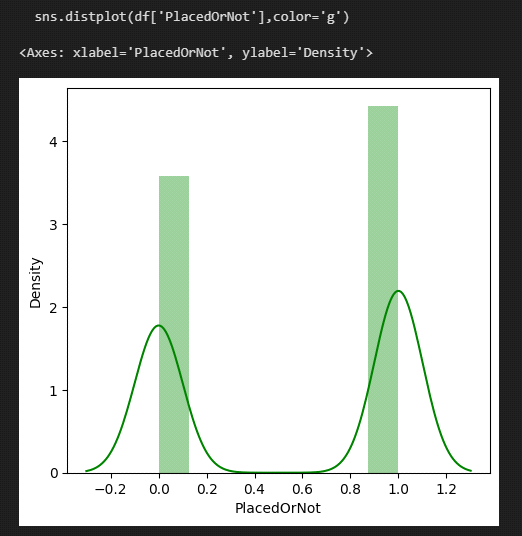 sns.distplot(df['PlacedOrNot'],color='g')
<Axes: xlabel='PlacedOrNot', ylabel='Density'>
4
3
2
1
0
Density
−0.2 0.0 0.2 0.4 0.6 0.8 1.0 1.2
PlacedOrNot